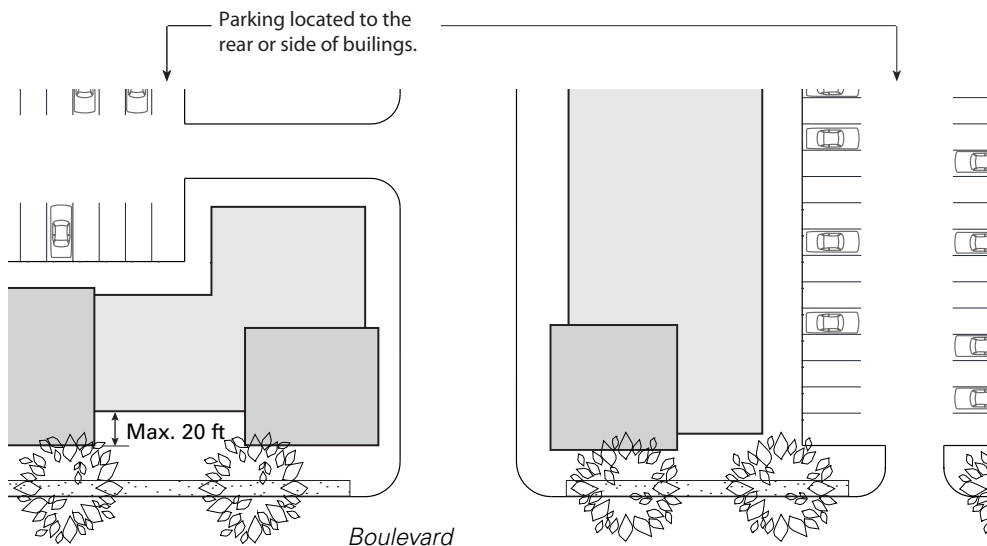 Parking located to the
rear or side of builings.
Max. 20 ft
Boulevard